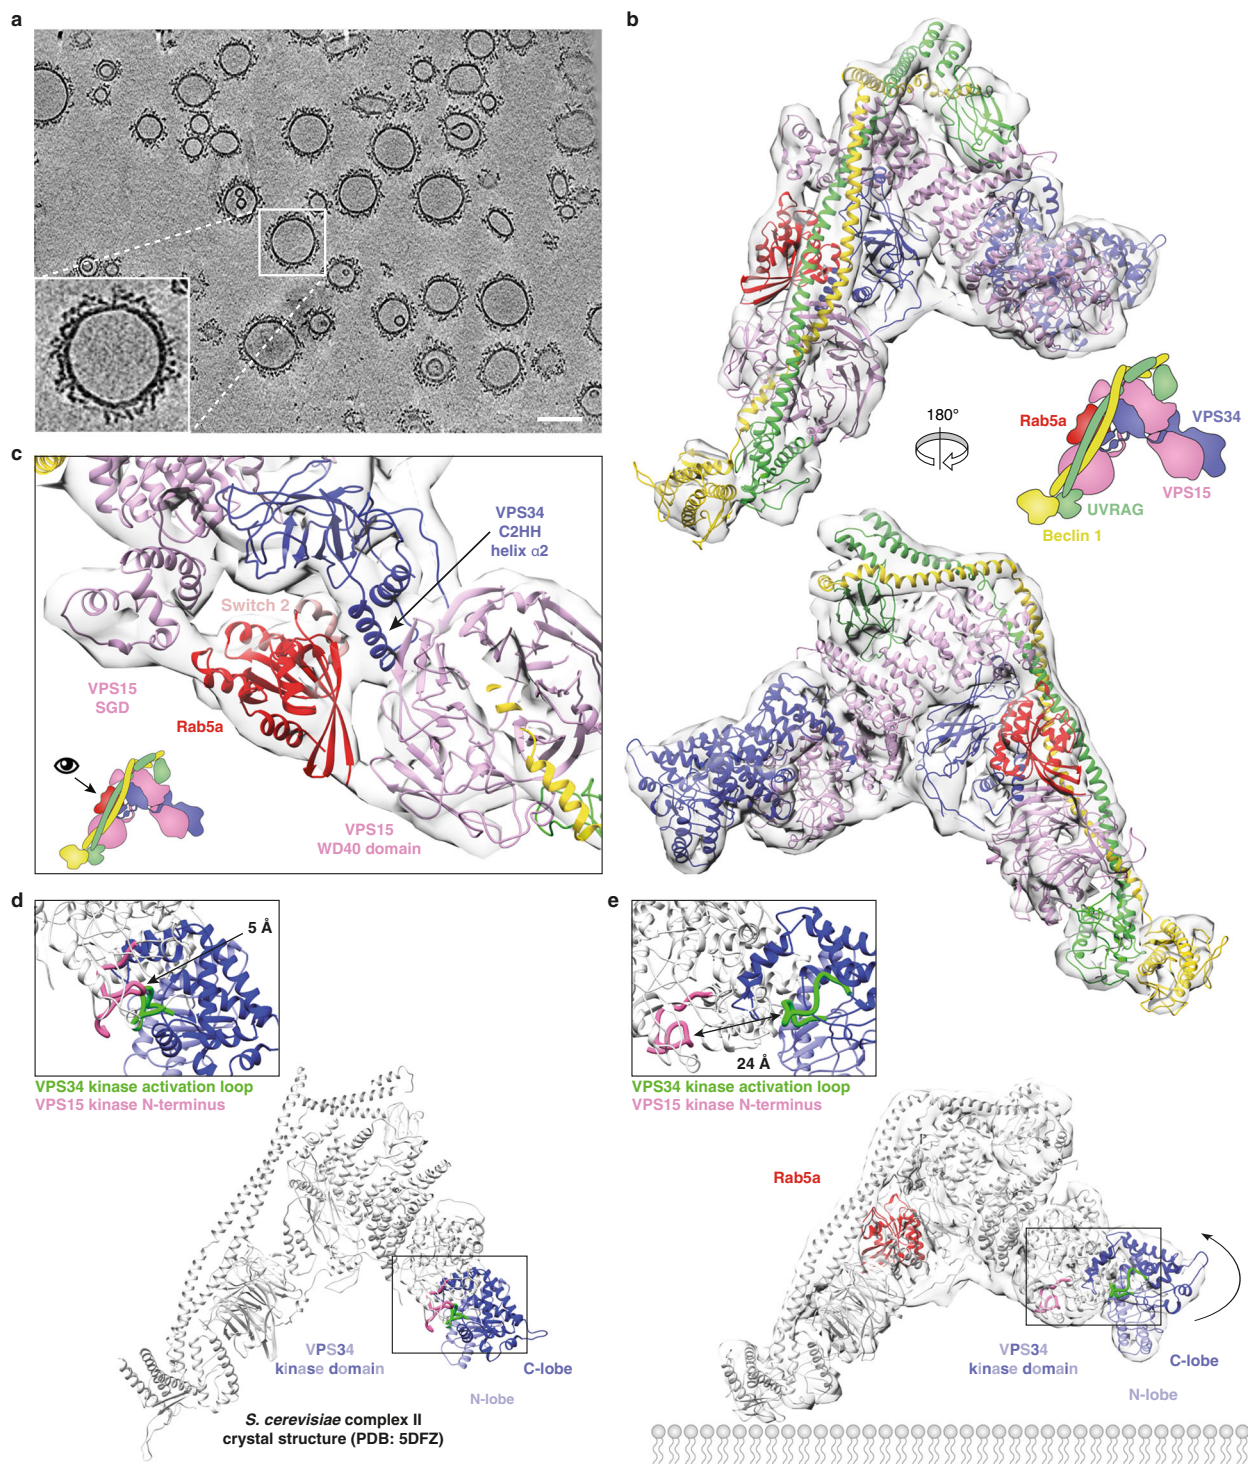 a
b
180°
Rab5a
VPS34
VPS15
UVRAG
Beclin 1
c
VPS34
C2HH
helix α2
Switch 2
VPS15
SGD
Rab5a
VPS15
WD40 domain
d
5 Å
VPS34 kinase activation loop
VPS15 kinase N-terminus
VPS34
kinase domain
C-lobe
N-lobe
S. cerevisiae complex II
crystal structure (PDB: 5DFZ)
e
24 Å
VPS34 kinase activation loop
VPS15 kinase N-terminus
Rab5a
VPS34
kinase domain
C-lobe
N-lobe